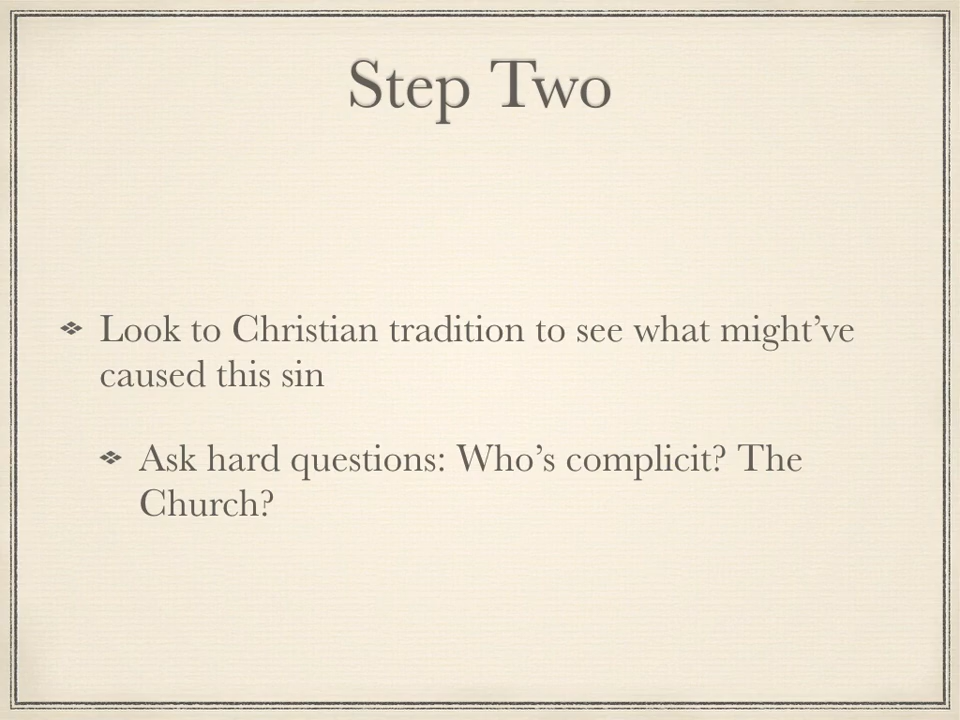 Step Two
Look to Christian tradition to see what might’ve
caused this sin
Ask hard questions: Who’s complicit? The
Church?